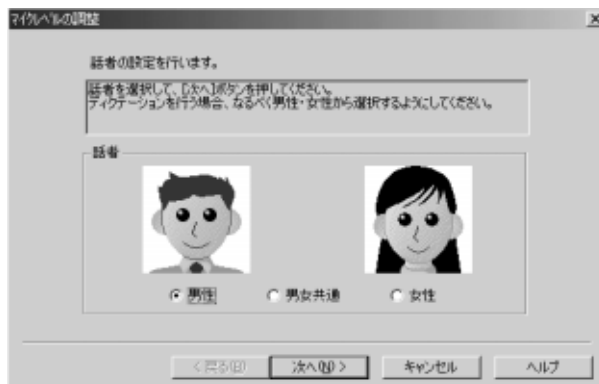 マイクレベルの調整
話者の設定を行います。
話者を選択して、[次へ]ボタンを押してください。
ディクテーションを行う場合、なるべく男性・女性から選択するようにしてください。
話者
男性
男女共通
女性
< 戻る(B)
次へ(N) >
キャンセル
ヘルプ